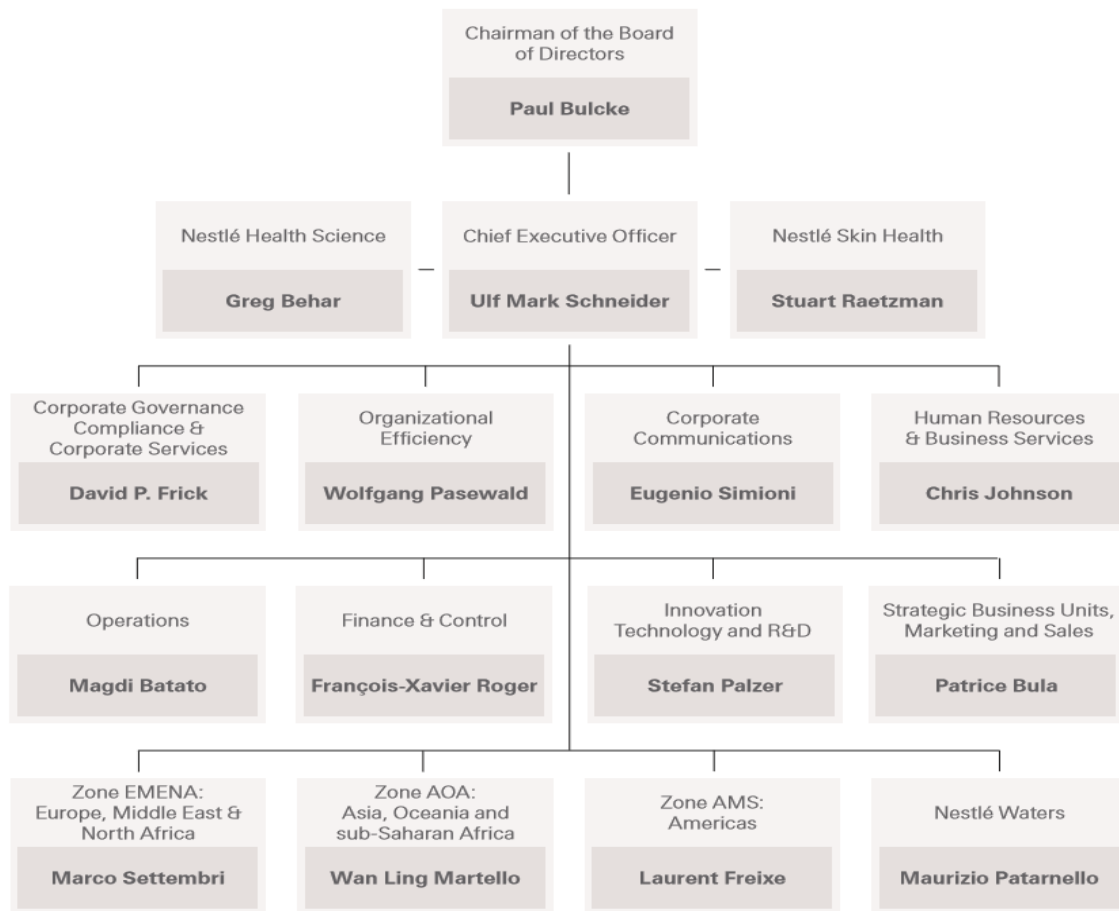 Chairman of the Board
of Directors
Paul Bulcke
Nestlé Health Science
Greg Behar
Chief Executive Officer
Ulf Mark Schneider
Nestlé Skin Health
Stuart Raetzman
Corporate Governance
Compliance &
Corporate Services
David P. Frick
Organizational
Efficiency
Wolfgang Pasewald
Corporate
Communications
Eugenio Simioni
Human Resources
& Business Services
Chris Johnson
Operations
Magdi Batato
Finance & Control
François-Xavier Roger
Innovation
Technology and R&D
Stefan Palzer
Strategic Business Units,
Marketing and Sales
Patrice Bula
Zone EMENA:
Europe, Middle East &
North Africa
Marco Settembri
Zone AOA:
Asia, Oceania and
sub-Saharan Africa
Wan Ling Martello
Zone AMS:
Americas
Laurent Freixe
Nestlé Waters
Maurizio Patarnello